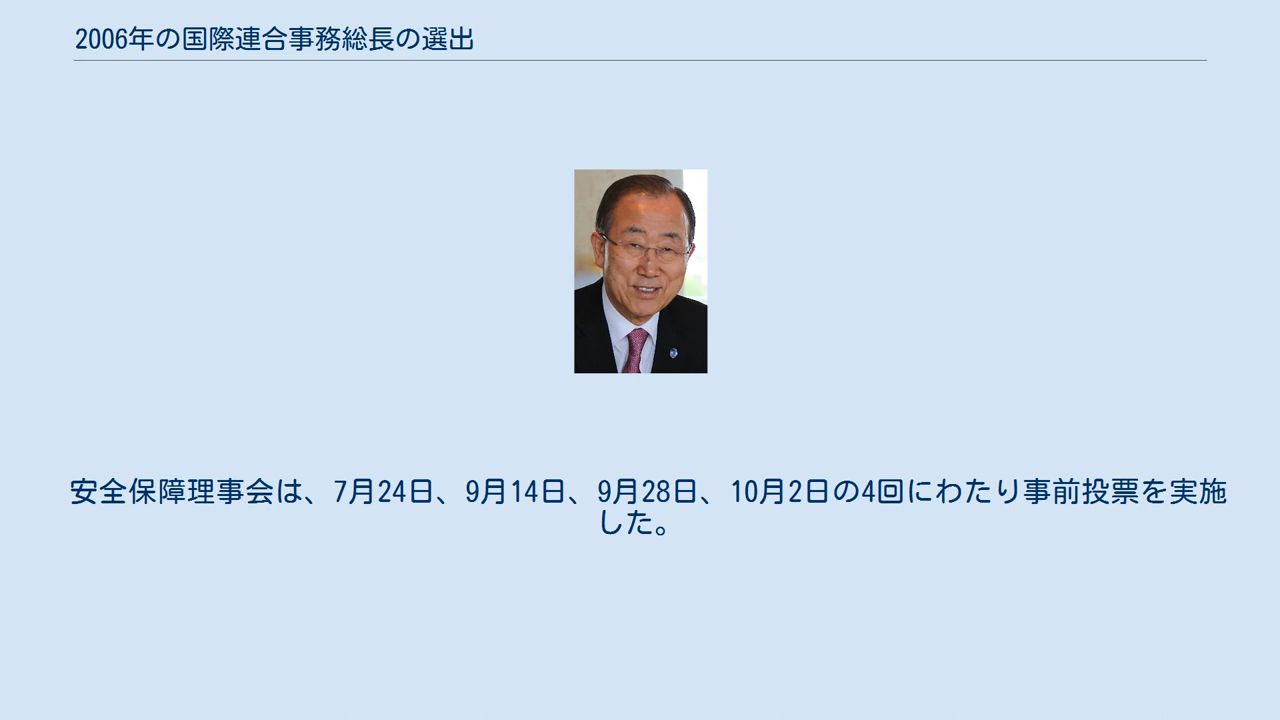 2006年の国際連合事務総長の選出
安全保障理事会は、7月24日、9月14日、9月28日、10月2日の4回にわたり事前投票を実施
した。